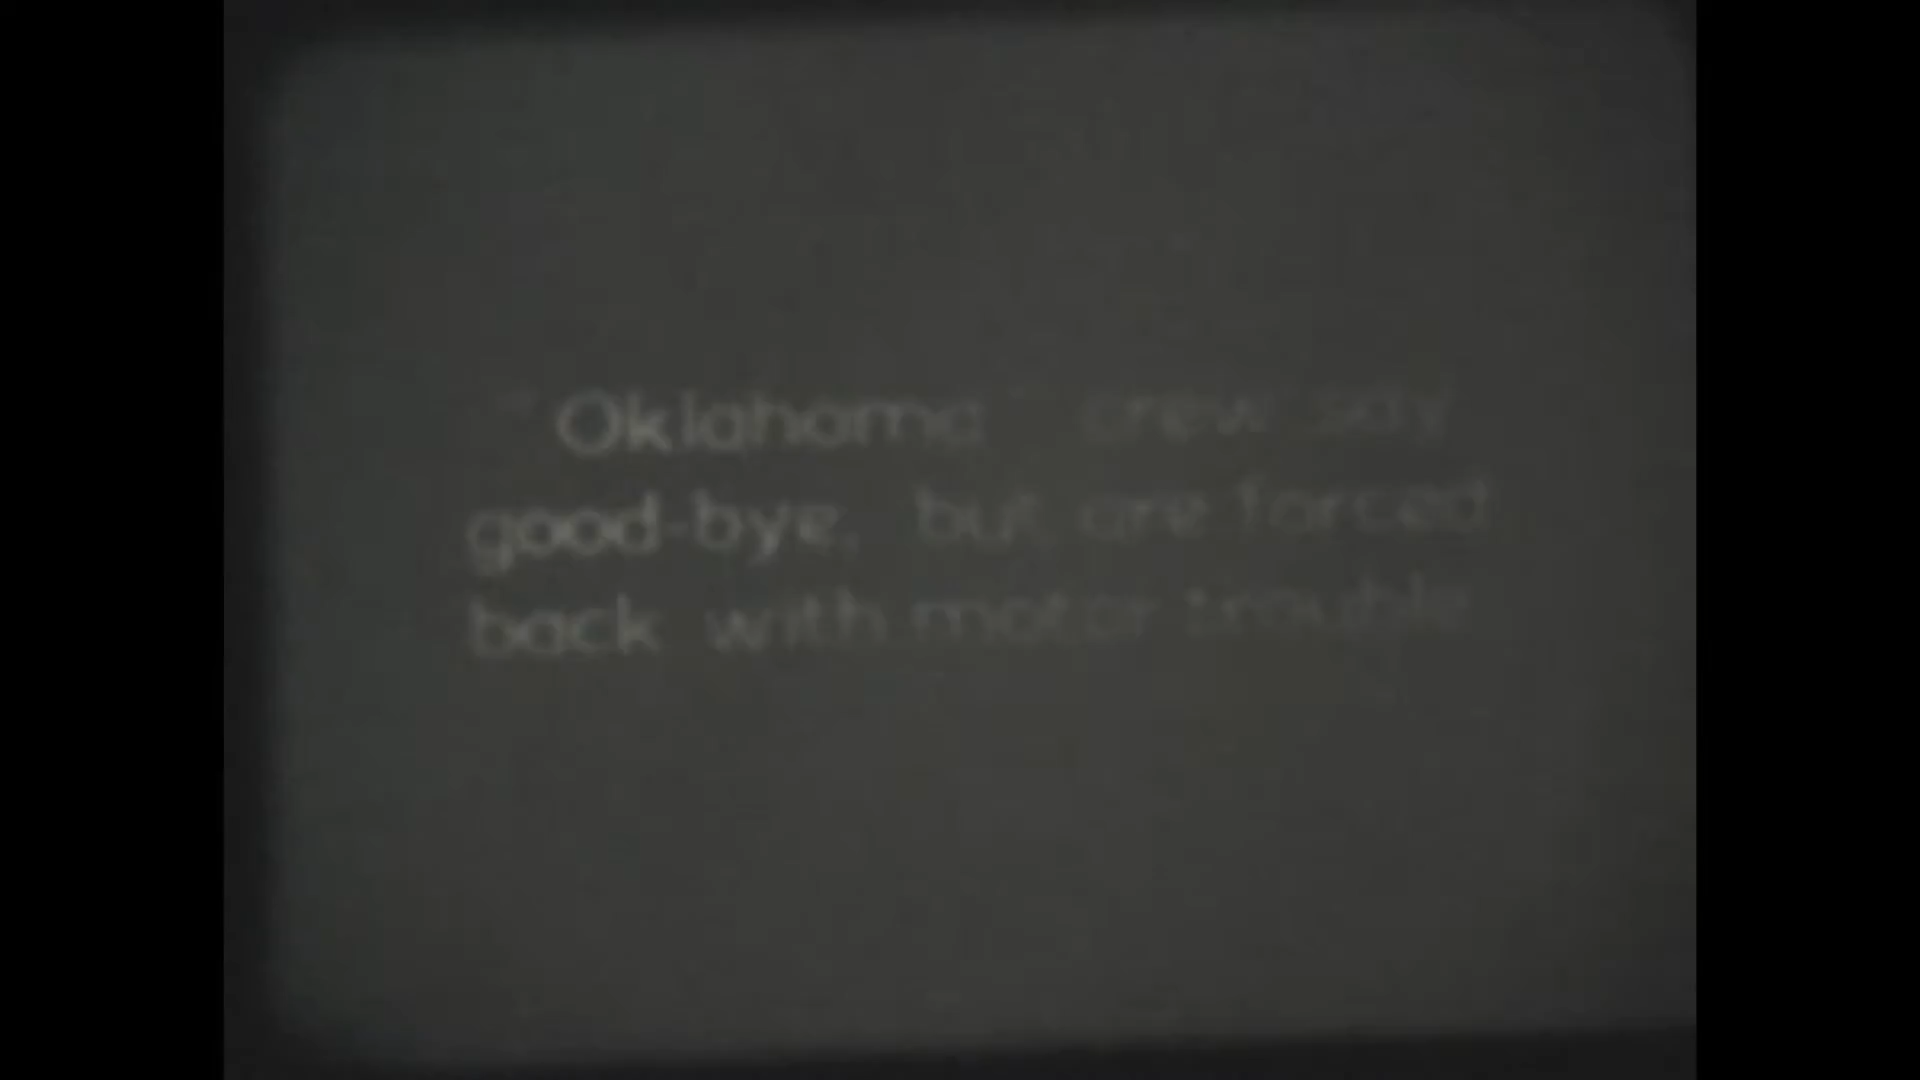 "Oklahoma" crew say
good-bye, but are forced
back with motor trouble